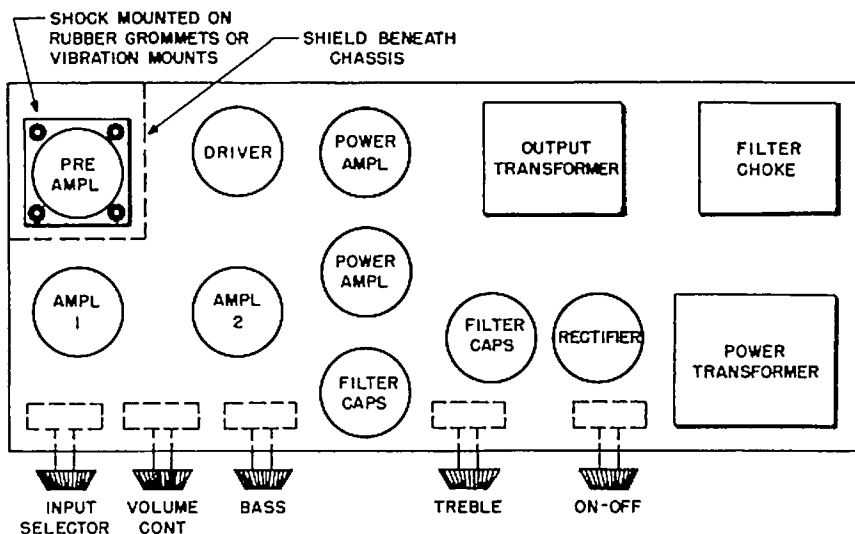 SHOCK MOUNTED ON
RUBBER GROMMETS OR
VIBRATION MOUNTS
SHIELD BENEATH
CHASSIS
PRE
AMPL
DRIVER
POWER
AMPL
OUTPUT
TRANSFORMER
FILTER
CHOKE
AMPL
1
AMPL
2
POWER
AMPL
FILTER
CAPS
FILTER
CAPS
RECTIFIER
POWER
TRANSFORMER
INPUT
SELECTOR
VOLUME
CONT
BASS
TREBLE
ON-OFF